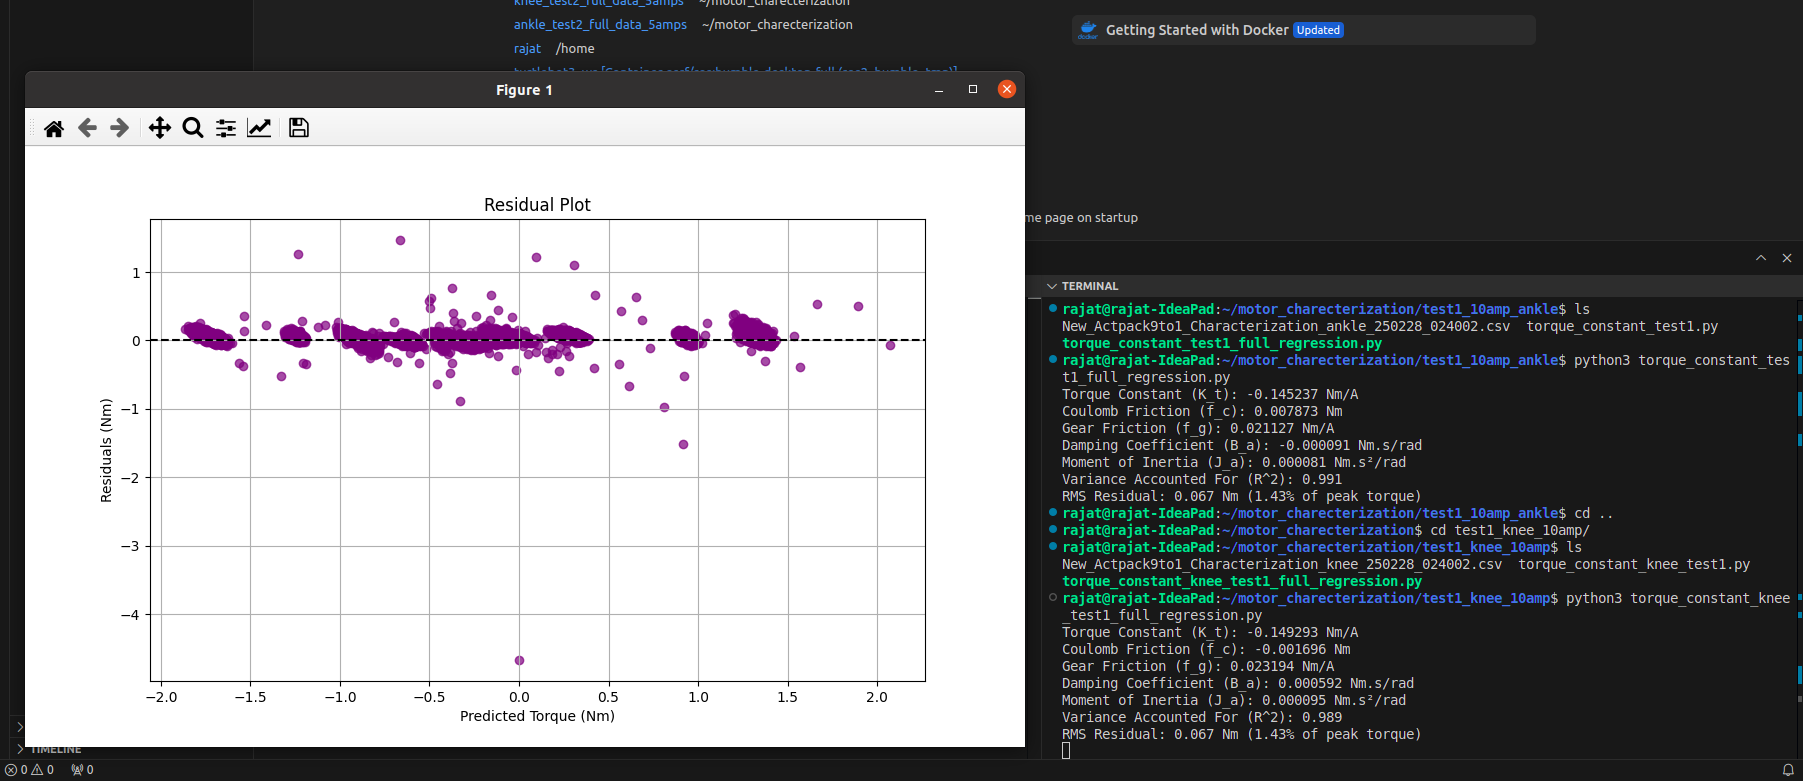 knee_test2_full_data_5amps ~/motor_charecterization
ankle_test2_full_data_5amps ~/motor_charecterization
rajat /home
Getting Started with Docker Updated
Figure 1
me page on startup
Residual Plot
1
0
−1
−2
−3
−4
Residuals (Nm)
−2.0 −1.5 −1.0 −0.5 0.0 0.5 1.0 1.5 2.0
Predicted Torque (Nm)
TERMINAL
rajat@rajat-IdeaPad:~/motor_charecterization/test1_10amp_ankle$ ls
New_Actpack9to1_Characterization_ankle_250228_024002.csv torque_constant_test1.py
torque_constant_test1_full_regression.py
rajat@rajat-IdeaPad:~/motor_charecterization/test1_10amp_ankle$ python3 torque_constant_tes
t1_full_regression.py
Torque Constant (K_t): -0.145237 Nm/A
Coulomb Friction (f_c): 0.007873 Nm
Gear Friction (f_g): 0.021127 Nm/A
Damping Coefficient (B_a): -0.000091 Nm.s/rad
Moment of Inertia (J_a): 0.000081 Nm.s²/rad
Variance Accounted For (R^2): 0.991
RMS Residual: 0.067 Nm (1.43% of peak torque)
rajat@rajat-IdeaPad:~/motor_charecterization/test1_10amp_ankle$ cd ..
rajat@rajat-IdeaPad:~/motor_charecterization$ cd test1_knee_10amp/
rajat@rajat-IdeaPad:~/motor_charecterization/test1_knee_10amp$ ls
New_Actpack9to1_Characterization_knee_250228_024002.csv torque_constant_knee_test1.py
torque_constant_knee_test1_full_regression.py
rajat@rajat-IdeaPad:~/motor_charecterization/test1_knee_10amp$ python3 torque_constant_knee
_test1_full_regression.py
Torque Constant (K_t): -0.149293 Nm/A
Coulomb Friction (f_c): -0.001696 Nm
Gear Friction (f_g): 0.023194 Nm/A
Damping Coefficient (B_a): 0.000592 Nm.s/rad
Moment of Inertia (J_a): 0.000095 Nm.s²/rad
Variance Accounted For (R^2): 0.989
RMS Residual: 0.067 Nm (1.43% of peak torque)
TIMELINE
0 0 0